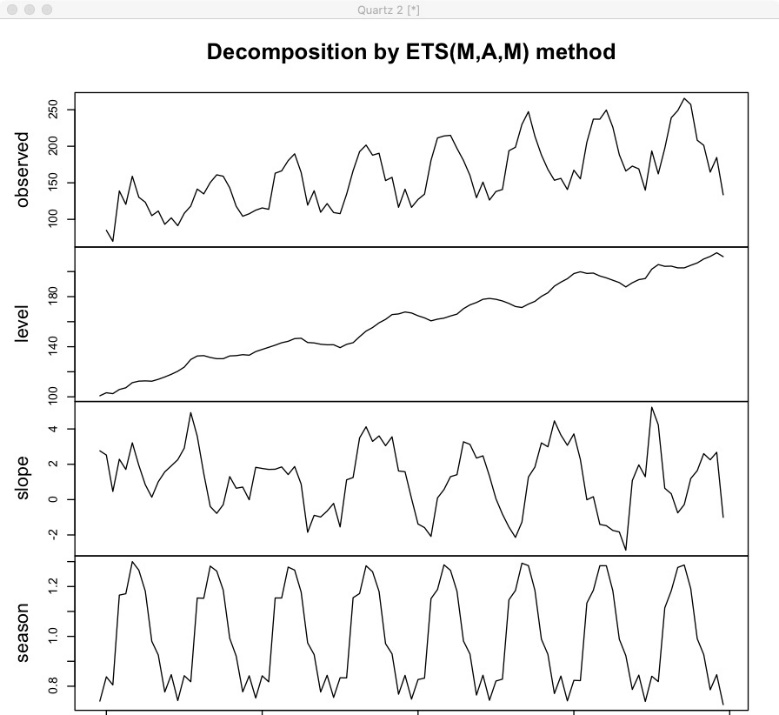 Quartz 2 [*]
Decomposition by ETS(M,A,M) method
observed
250
200
150
100
level
180
140
100
slope
4
2
0
-2
season
1.2
1.0
0.8